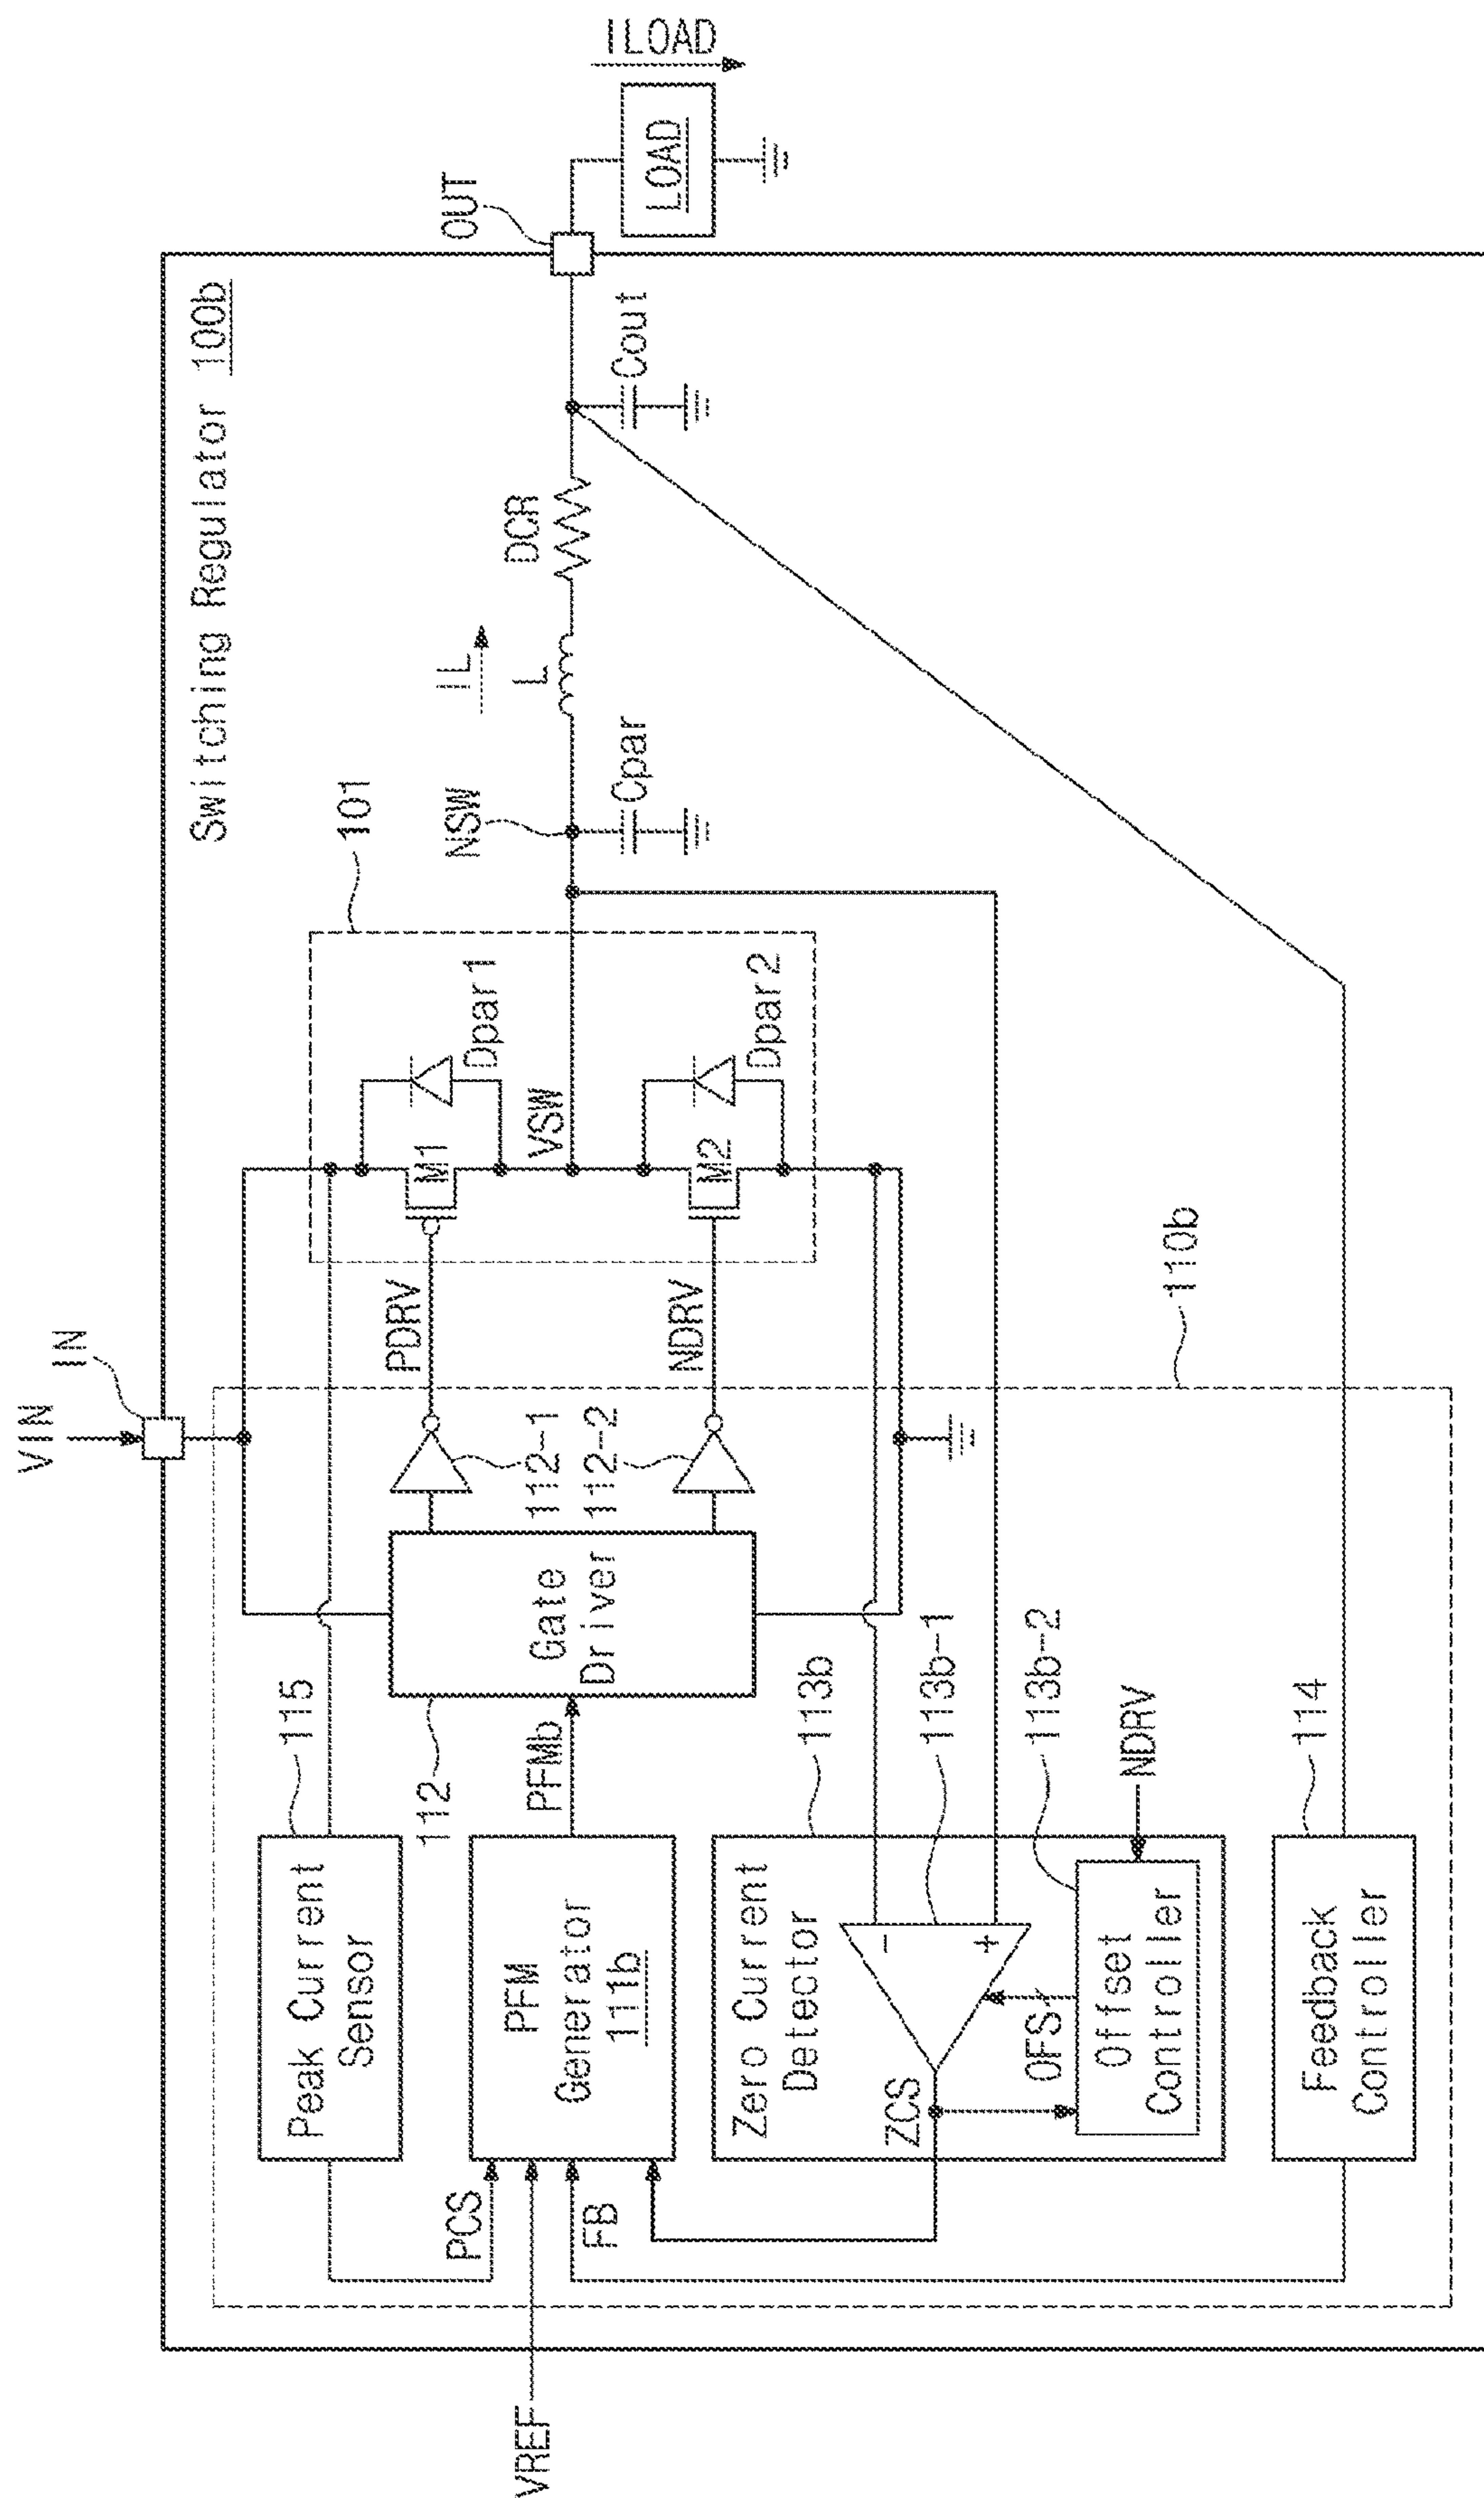 VIN
IN
Switching Regulator 100b
115
Peak Current
Sensor
101
PDRV
M1
Dpar1
PCS
PFM
Generator
111b
PFMb
112
Gate
Driver
112-1
112-2
VSW
NSW
IL
L
DCR
OUT
ILOAD
VREF
FB
Cpar
Cout
LOAD
NDRV
M2
Dpar2
Zero Current
Detector
113b
ZCS
-
+
113b-1
OFS
113b-2
NDRV
Offset
Controller
110b
114
Feedback
Controller